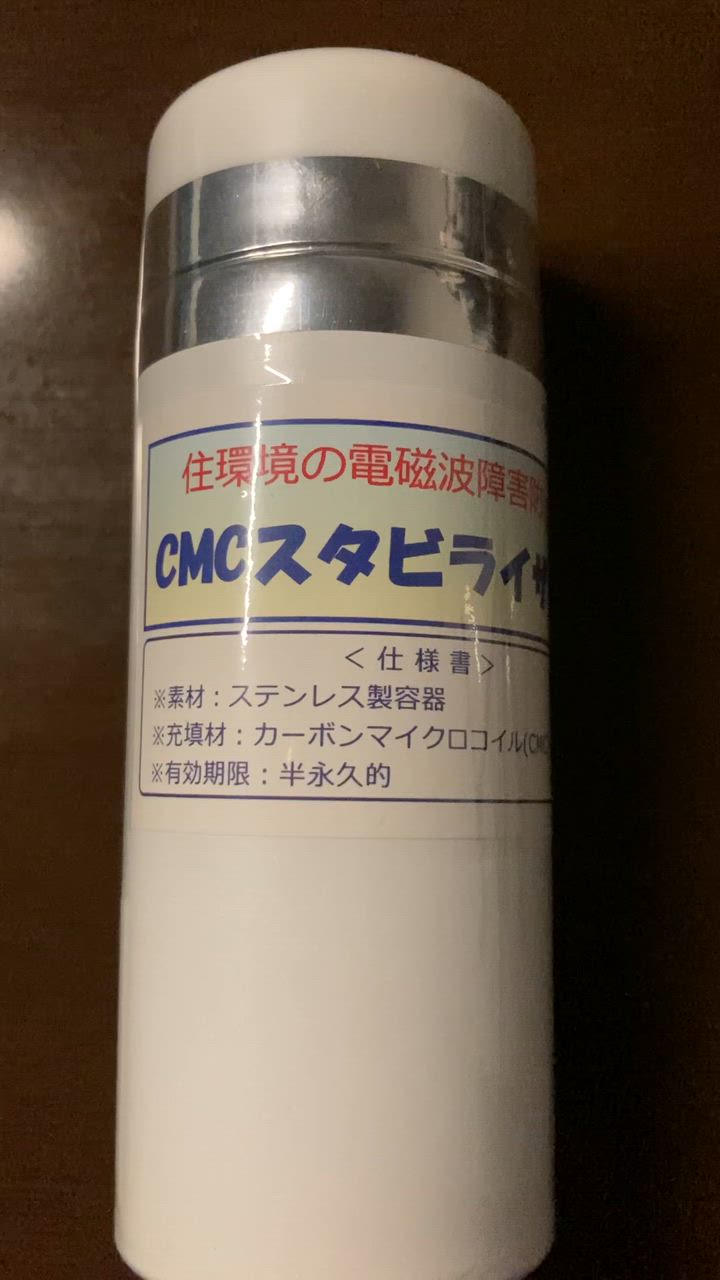 住環境の電磁波障害防
CMCスタビライザ
＜仕様書＞
※素材：ステンレス製容器
※充填材：カーボンマイクロコイル(CMC
※有効期限：半永久的